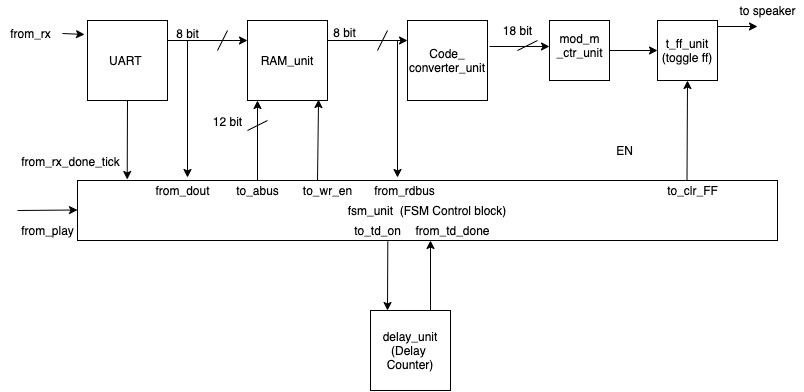 to speaker
from_rx
8 bit
8 bit
18 bit
UART
RAM_unit
Code_
converter_unit
mod_m
_ctr_unit
t_ff_unit
(toggle ff)
12 bit
EN
from_rx_done_tick
from_dout
to_abus
to_wr_en
from_rdbus
to_clr_FF
fsm_unit (FSM Control block)
from_play
to_td_on
from_td_done
delay_unit
(Delay
Counter)